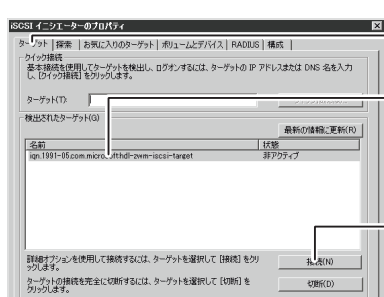 iSCSI イニシエーターのプロパティ
ターゲット 探索 お気に入りのターゲット ボリュームとデバイス RADIUS 構成
クイック接続
基本接続を使用してターゲットを検出し、ログオンするには、ターゲットの IP アドレスまたは DNS 名を入力
し、[クイック接続] をクリックします。
ターゲット(T):
検出されたターゲット(G)
最新の情報に更新(R)
名前 状態
iqn.1991-05.com.microsoft:hdl-zwm-iscsi-target 非アクティブ
詳細オプションを使用して接続するには、ターゲットを選択して [接続] をクリ
ックします。
接続(N)
ターゲットの接続を完全に切断するには、ターゲットを選択して [切断] を
クリックします。
切断(D)